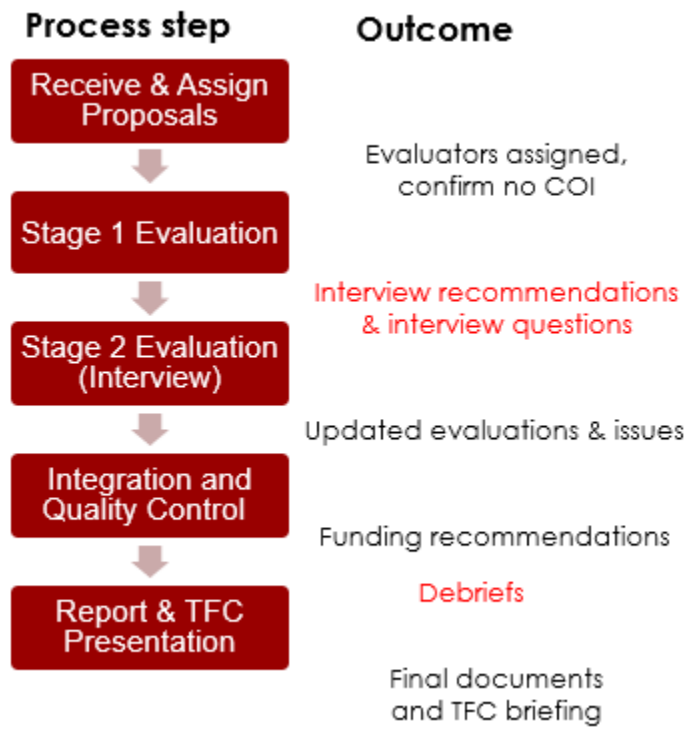 Process step
Outcome
Receive & Assign
Proposals
Evaluators assigned,
confirm no COI
Stage 1 Evaluation
Interview recommendations
& interview questions
Stage 2 Evaluation
(Interview)
Updated evaluations & issues
Integration and
Quality Control
Funding recommendations
Debriefs
Report & TFC
Presentation
Final documents
and TFC briefing